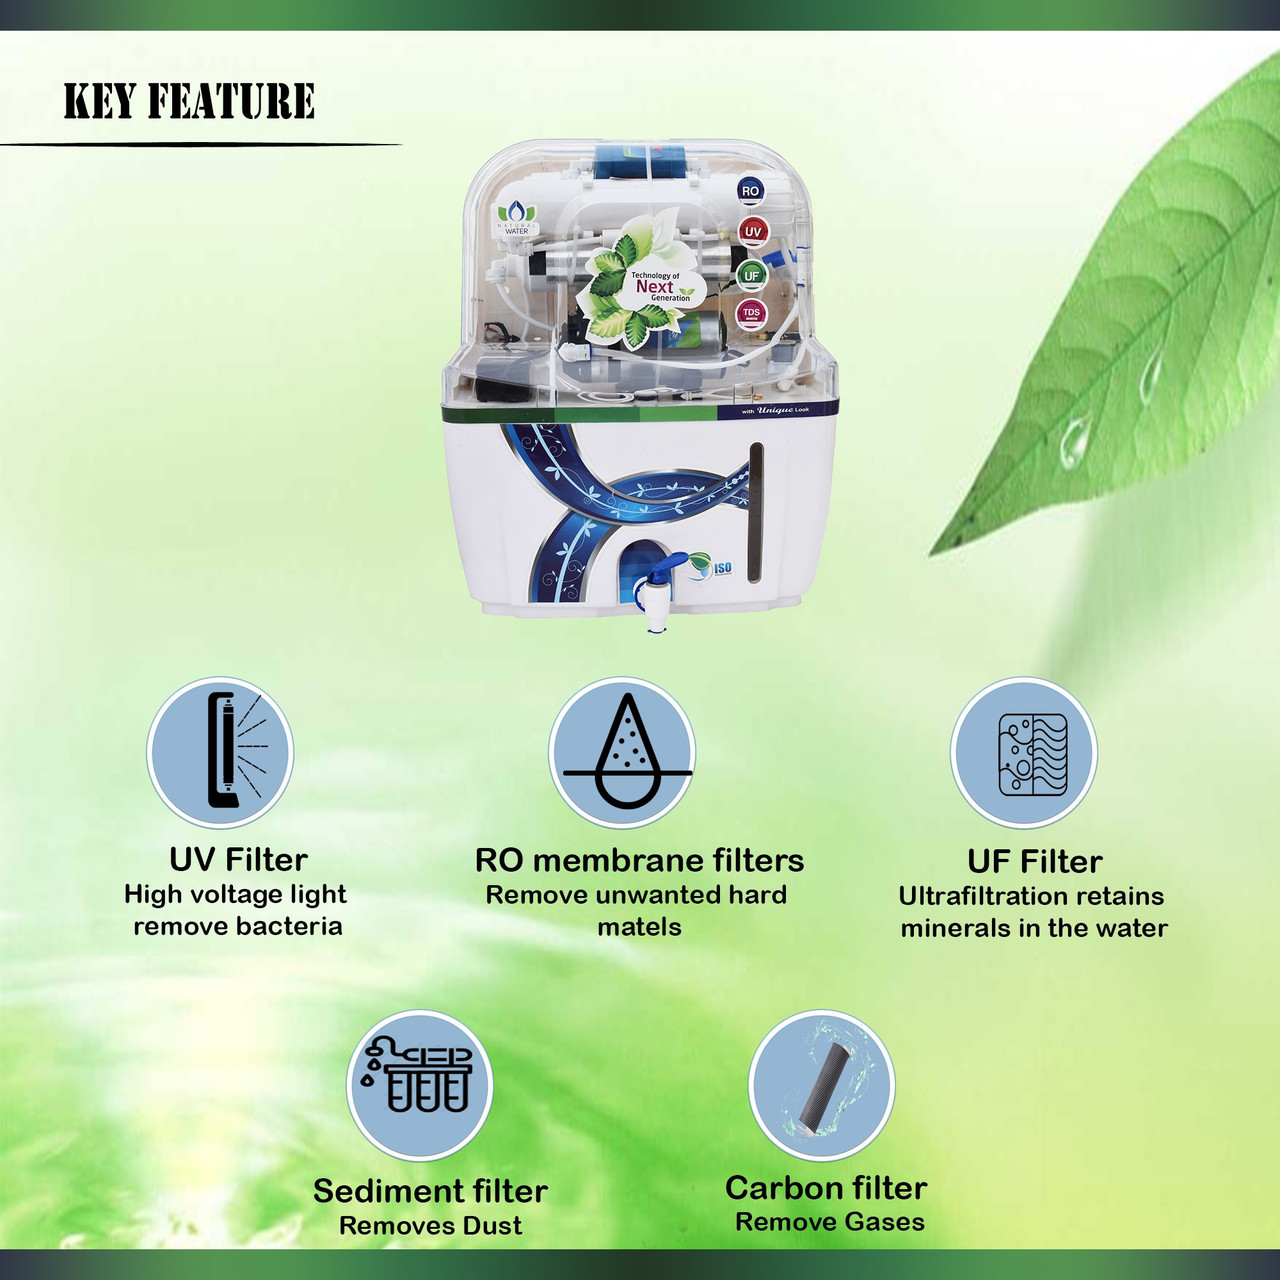 KEY FEATURE
NATURAL
WATER
RO
UV
UF
TDS
Technology of
Next
Generation
with Unique Look
ISO
UV Filter
High voltage light
remove bacteria
RO membrane filters
Remove unwanted hard
matels
UF Filter
Ultrafiltration retains
minerals in the water
Sediment filter
Removes Dust
Carbon filter
Remove Gases